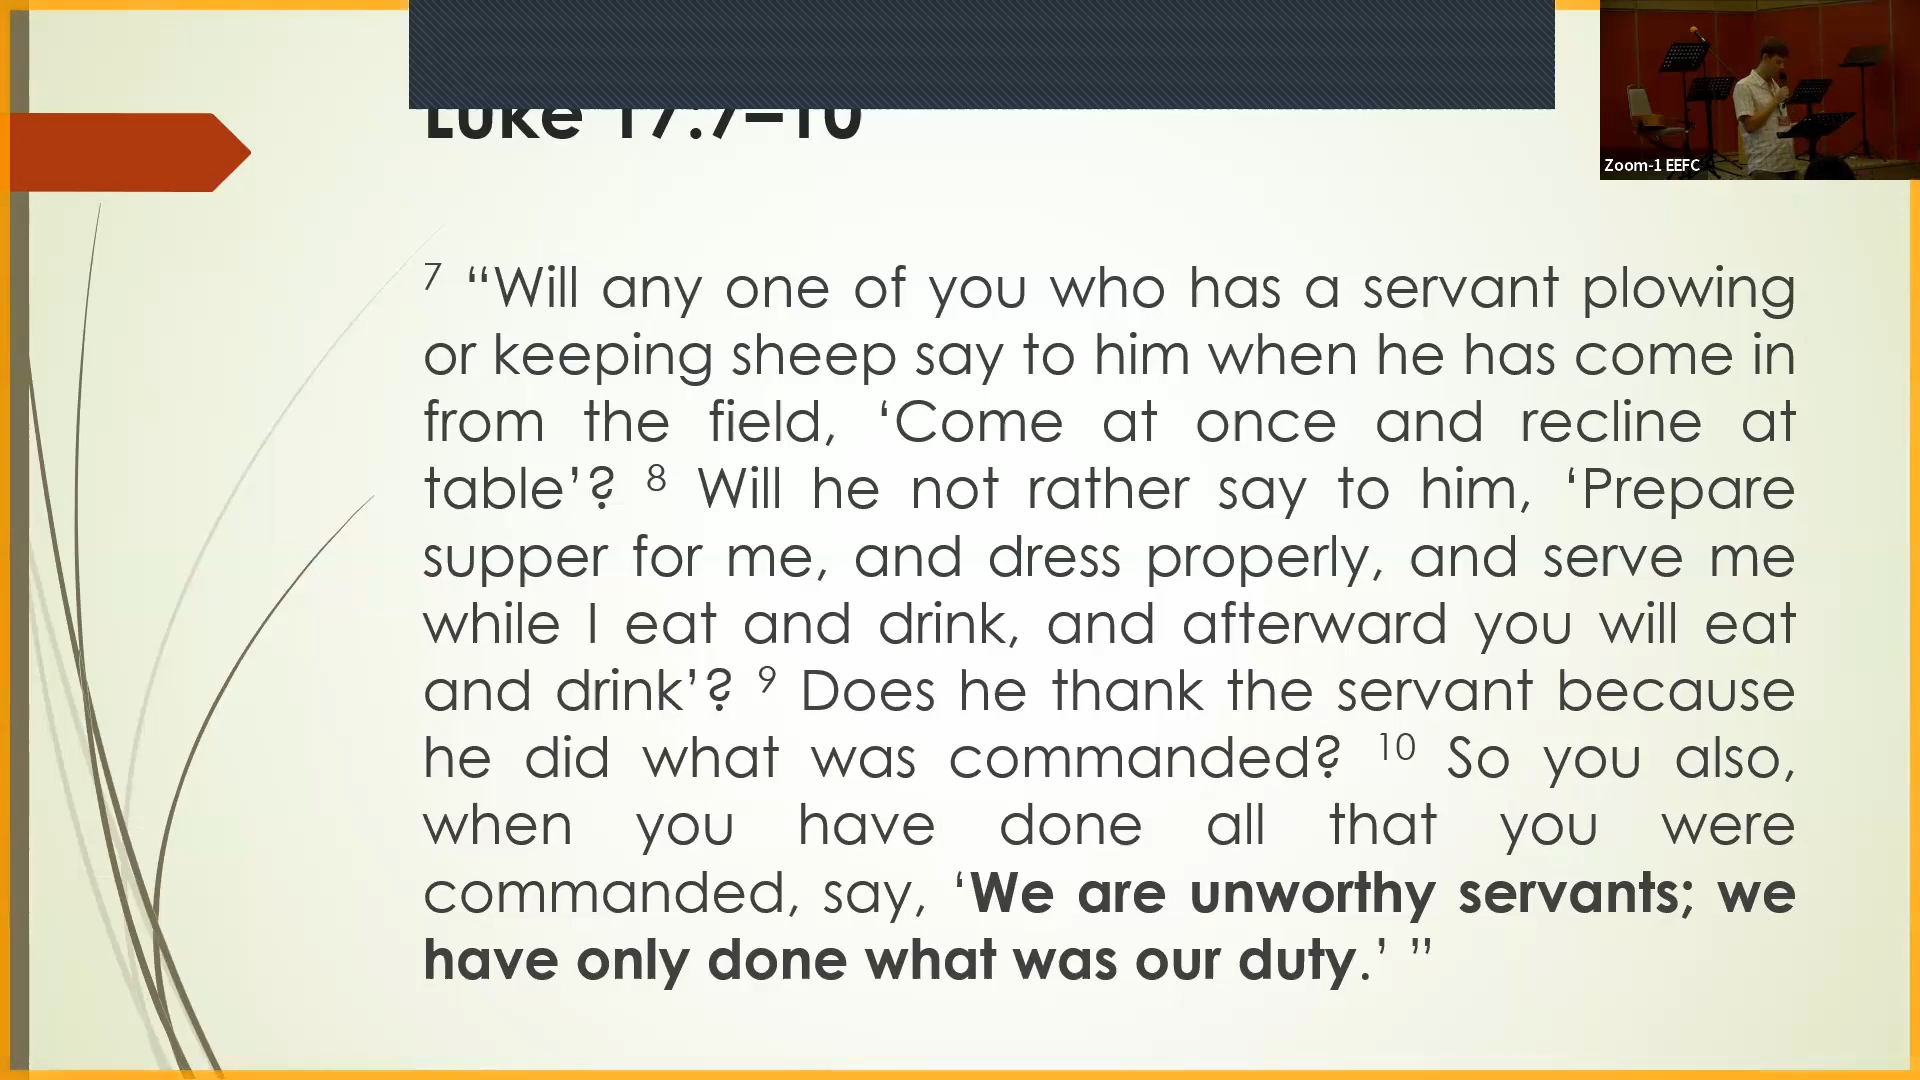 Luke 17:7–10
Zoom-1 EEFC
7 “Will any one of you who has a servant plowing
or keeping sheep say to him when he has come in
from the field, ‘Come at once and recline at
table’? 8 Will he not rather say to him, ‘Prepare
supper for me, and dress properly, and serve me
while I eat and drink, and afterward you will eat
and drink’? 9 Does he thank the servant because
he did what was commanded? 10 So you also,
when you have done all that you were
commanded, say, ‘We are unworthy servants; we
have only done what was our duty.’ ”